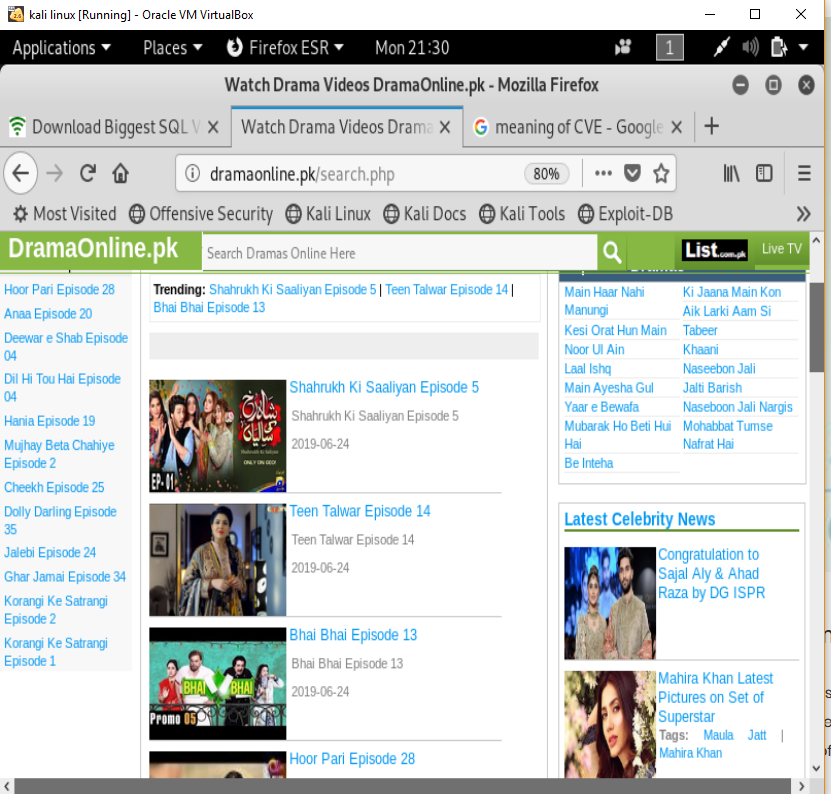 kali linux [Running] - Oracle VM VirtualBox
Applications Places Firefox ESR Mon 21:30 1
Watch Drama Videos DramaOnline.pk - Mozilla Firefox
Download Biggest SQL V Watch Drama Videos Drama meaning of CVE - Google
dramaonline.pk/search.php 80%
Most Visited Offensive Security Kali Linux Kali Docs Kali Tools Exploit-DB
DramaOnline.pk Search Dramas Online Here List.com.pk Live TV
Hoor Pari Episode 28
Anaa Episode 20
Deewar e Shab Episode
04
Dil Hi Tou Hai Episode
04
Hania Episode 19
Mujhay Beta Chahiye
Episode 2
Cheekh Episode 25
Dolly Darling Episode
35
Jalebi Episode 24
Ghar Jamai Episode 34
Korangi Ke Satrangi
Episode 2
Korangi Ke Satrangi
Episode 1
Trending: Shahrukh Ki Saaliyan Episode 5 | Teen Talwar Episode 14 |
Bhai Bhai Episode 13
شاہ رخ کی سالیاں
ONLY ON GEO
EP-01
Shahrukh Ki Saaliyan Episode 5
Shahrukh Ki Saaliyan Episode 5
2019-06-24
Teen Talwar Episode 14
Teen Talwar Episode 14
2019-06-24
BHAI BHAI
Promo 05
Bhai Bhai Episode 13
Bhai Bhai Episode 13
2019-06-24
Hoor Pari Episode 28
Dramas
Main Haar Nahi
Manungi
Kesi Orat Hun Main
Noor Ul Ain
Laal Ishq
Main Ayesha Gul
Yaar e Bewafa
Mubarak Ho Beti Hui
Hai
Be Inteha
Ki Jaana Main Kon
Aik Larki Aam Si
Tabeer
Khaani
Naseebon Jali
Jalti Barish
Naseboon Jali Nargis
Mohabbat Tumse
Nafrat Hai
Latest Celebrity News
Congratulation to
Sajal Aly & Ahad
Raza by DG ISPR
Mahira Khan Latest
Pictures on Set of
Superstar
Tags: Maula Jatt |
Mahira Khan